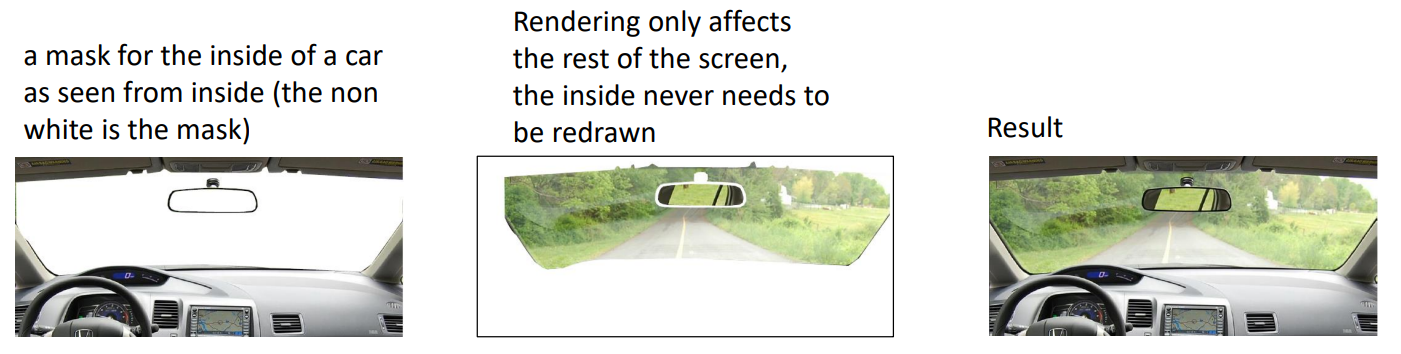 a mask for the inside of a car
as seen from inside (the non
white is the mask)
Rendering only affects
the rest of the screen,
the inside never needs to
be redrawn
Result